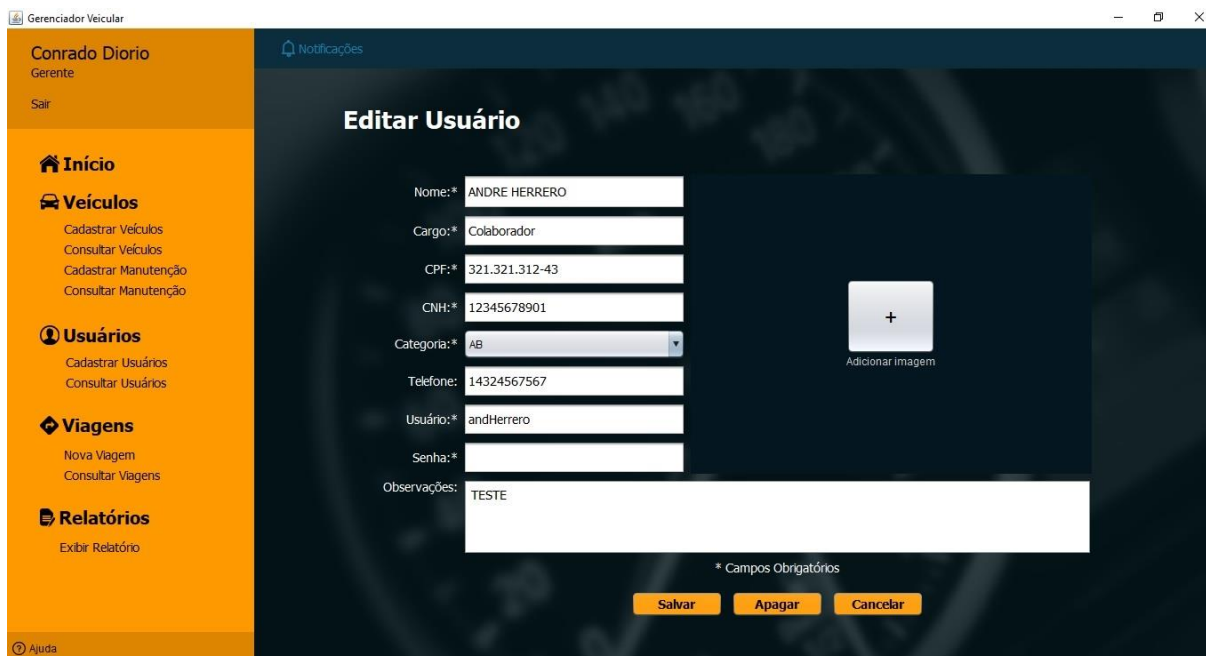 Gerenciador Veicular
Conrado Diorio
Gerente
Sair
Notificações
Início
Veículos
Cadastrar Veículos
Consultar Veículos
Cadastrar Manutenção
Consultar Manutenção
Usuários
Cadastrar Usuários
Consultar Usuários
Viagens
Nova Viagem
Consultar Viagens
Relatórios
Exibir Relatório
Ajuda
Editar Usuário
Nome:* ANDRE HERRERO
Cargo:* Colaborador
CPF:* 321.321.312-43
CNH:* 12345678901
Categoria:* AB
Telefone: 14324567567
Usuário:* andHerrero
Senha:*
+
Adicionar imagem
Observações: TESTE
* Campos Obrigatórios
Salvar Apagar Cancelar